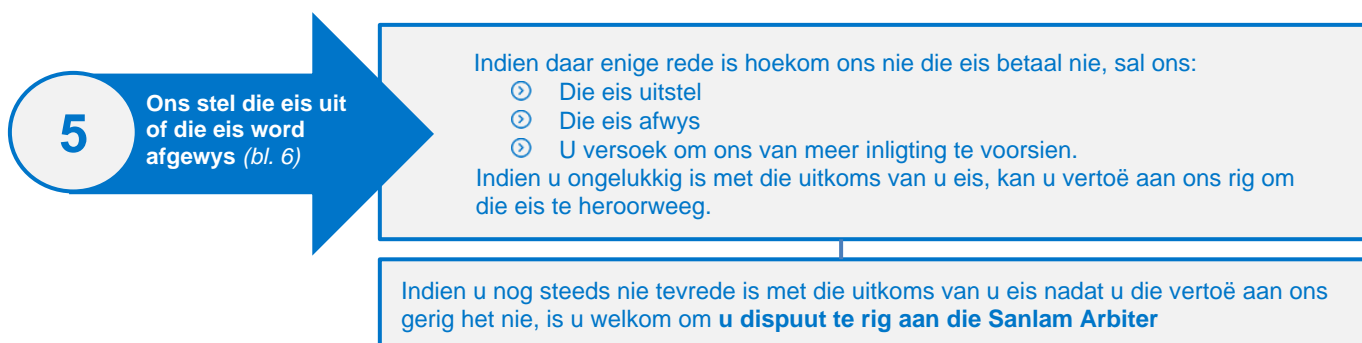 5
Ons stel die eis uit
of die eis word
afgewys (bl. 6)
Indien daar enige rede is hoekom ons nie die eis betaal nie, sal ons:
Die eis uitstel
Die eis afwys
U versoek om ons van meer inligting te voorsien.
Indien u ongelukkig is met die uitkoms van u eis, kan u vertoë aan ons rig om
die eis te heroorweeg.
Indien u nog steeds nie tevrede is met die uitkoms van u eis nadat u die vertoë aan ons
gerig het nie, is u welkom om u dispuut te rig aan die Sanlam Arbiter